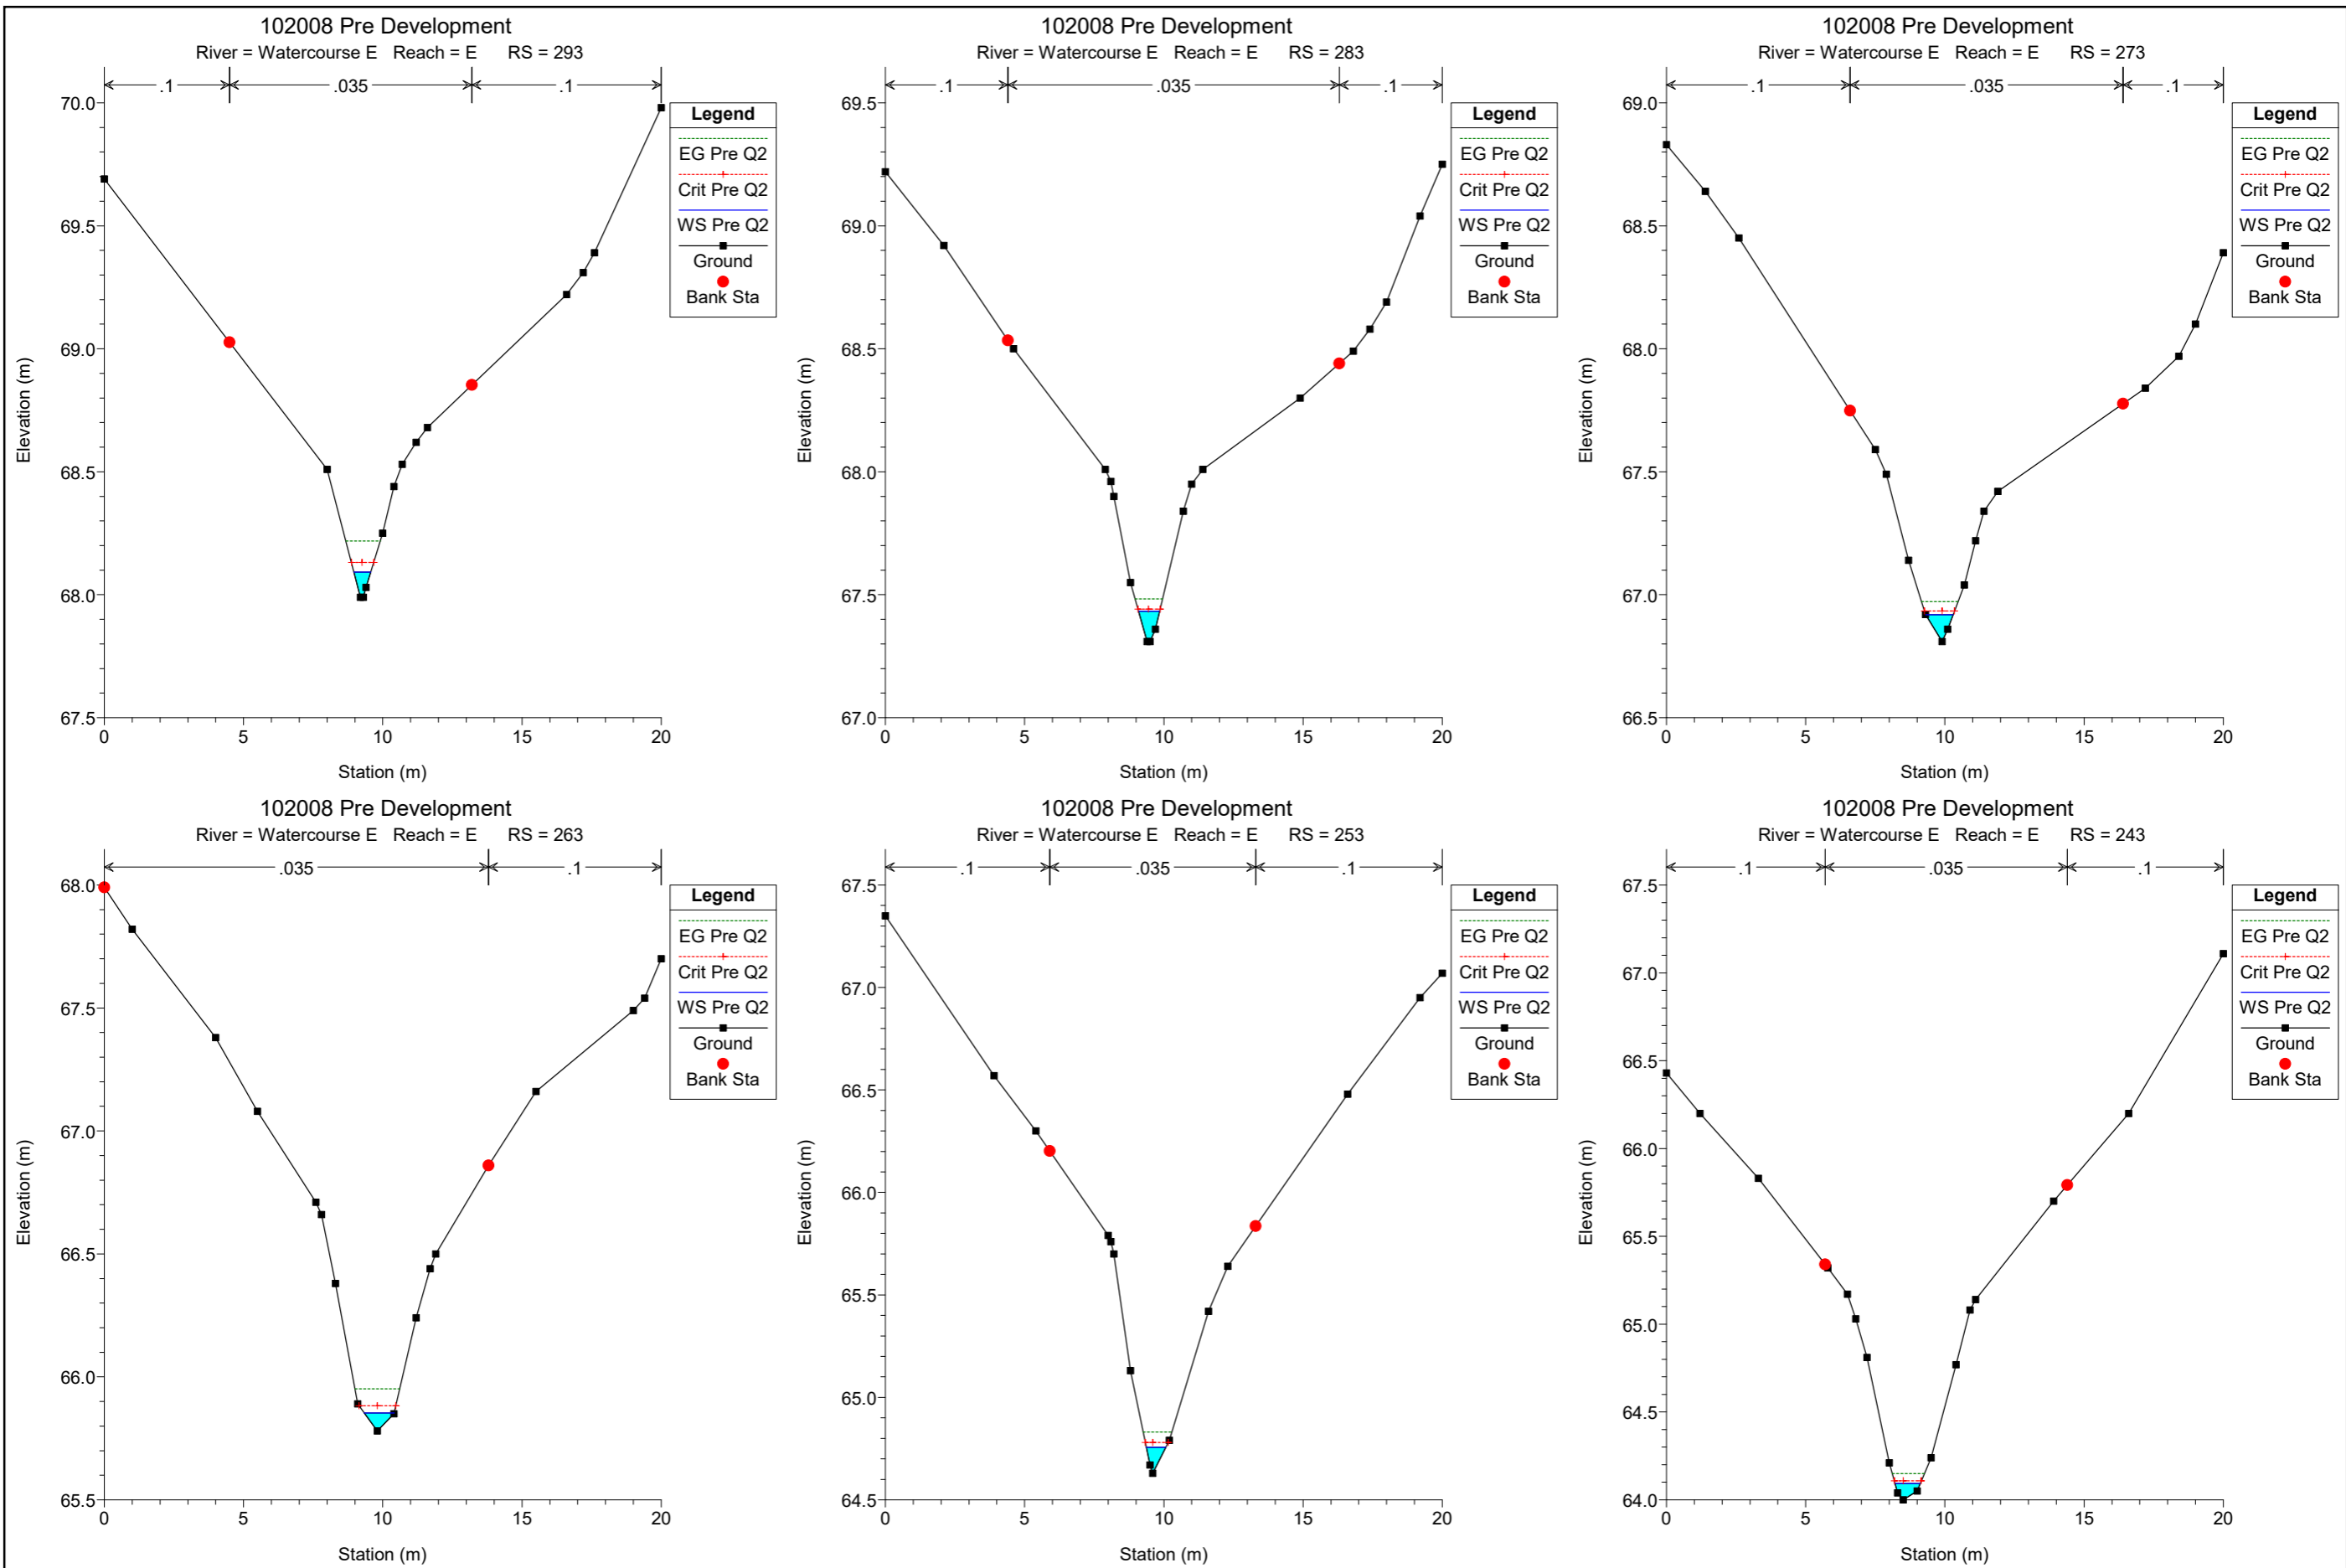 102008 Pre Development
River = Watercourse E Reach = E RS = 293
.1 .035 .1
70.0
69.5
69.0
68.5
68.0
67.5
Elevation (m)
0 5 10 15 20
Station (m)
Legend
EG Pre Q2
Crit Pre Q2
WS Pre Q2
Ground
Bank Sta
102008 Pre Development
River = Watercourse E Reach = E RS = 283
.1 .035 .1
69.5
69.0
68.5
68.0
67.5
67.0
Elevation (m)
0 5 10 15 20
Station (m)
Legend
EG Pre Q2
Crit Pre Q2
WS Pre Q2
Ground
Bank Sta
102008 Pre Development
River = Watercourse E Reach = E RS = 273
.1 .035 .1
69.0
68.5
68.0
67.5
67.0
66.5
Elevation (m)
0 5 10 15 20
Station (m)
Legend
EG Pre Q2
Crit Pre Q2
WS Pre Q2
Ground
Bank Sta
102008 Pre Development
River = Watercourse E Reach = E RS = 263
.035 .1
68.0
67.5
67.0
66.5
66.0
65.5
Elevation (m)
0 5 10 15 20
Station (m)
Legend
EG Pre Q2
Crit Pre Q2
WS Pre Q2
Ground
Bank Sta
102008 Pre Development
River = Watercourse E Reach = E RS = 253
.1 .035 .1
67.5
67.0
66.5
66.0
65.5
65.0
64.5
Elevation (m)
0 5 10 15 20
Station (m)
Legend
EG Pre Q2
Crit Pre Q2
WS Pre Q2
Ground
Bank Sta
102008 Pre Development
River = Watercourse E Reach = E RS = 243
.1 .035 .1
67.5
67.0
66.5
66.0
65.5
65.0
64.5
64.0
Elevation (m)
0 5 10 15 20
Station (m)
Legend
EG Pre Q2
Crit Pre Q2
WS Pre Q2
Ground
Bank Sta